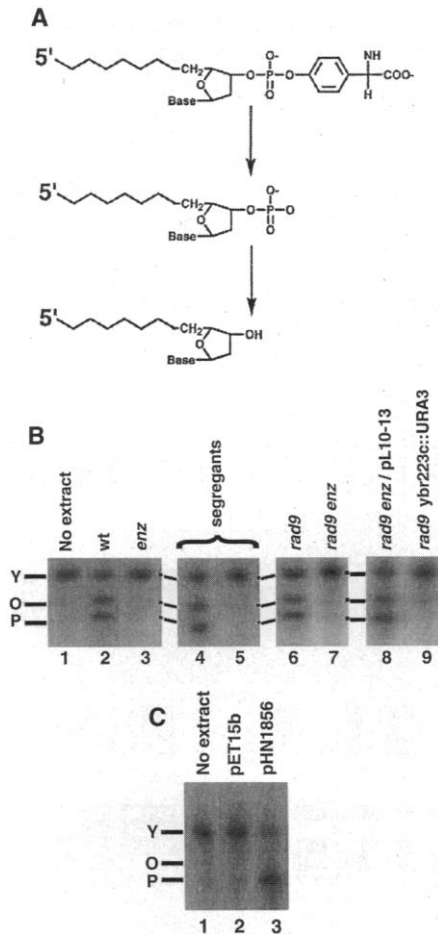 A
5' CH2 O Base O O- P O O NH COO- H
5' CH2 O Base O O- P O O
5' CH2 O Base OH
B
No extract
wt
enz
segregants
rad9
rad9 enz
rad9 enz / pL10-13
rad9 ybr223c::URA3
Y
O
P
1 2 3 4 5 6 7 8 9
C
No extract
pET15b
pHN1856
Y
O
P
1 2 3